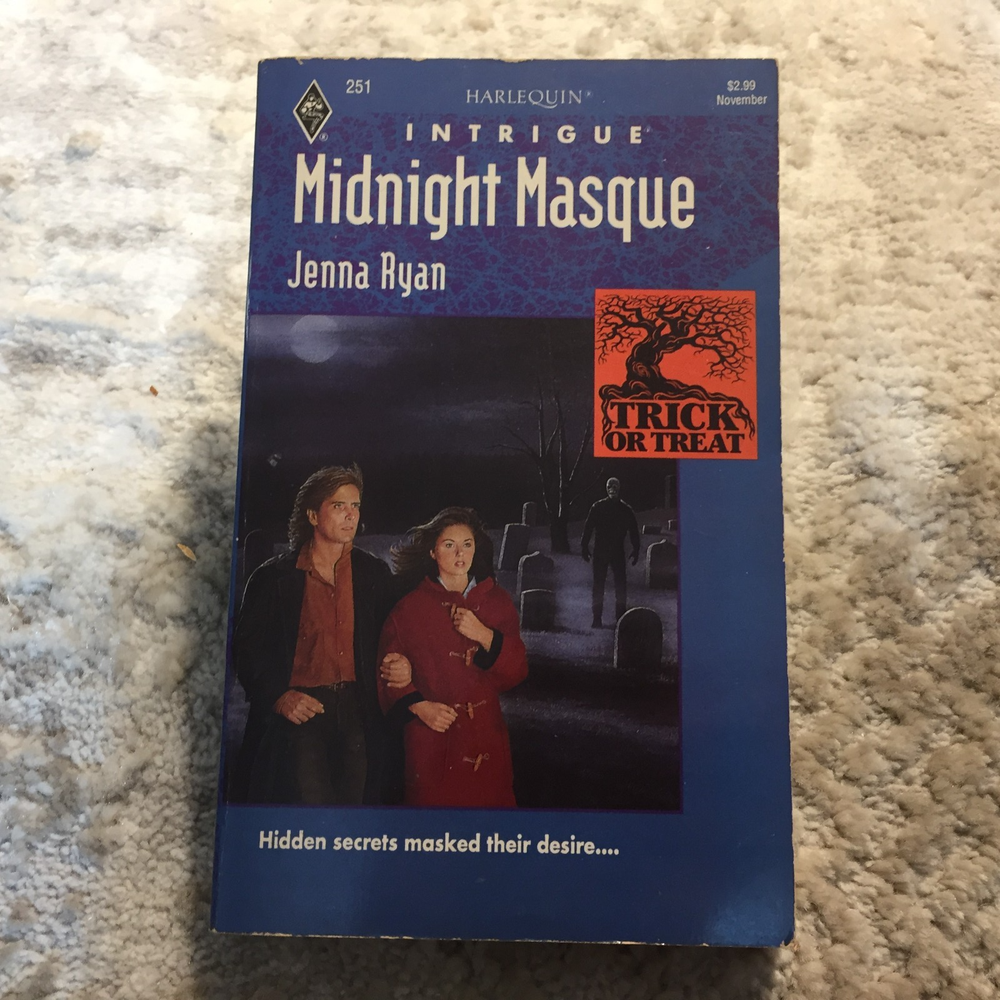 251
HARLEQUIN®
$2.99
November
INTRIGUE®
Midnight Masque
Jenna Ryan
TRICK
OR TREAT
Hidden secrets masked their desire....